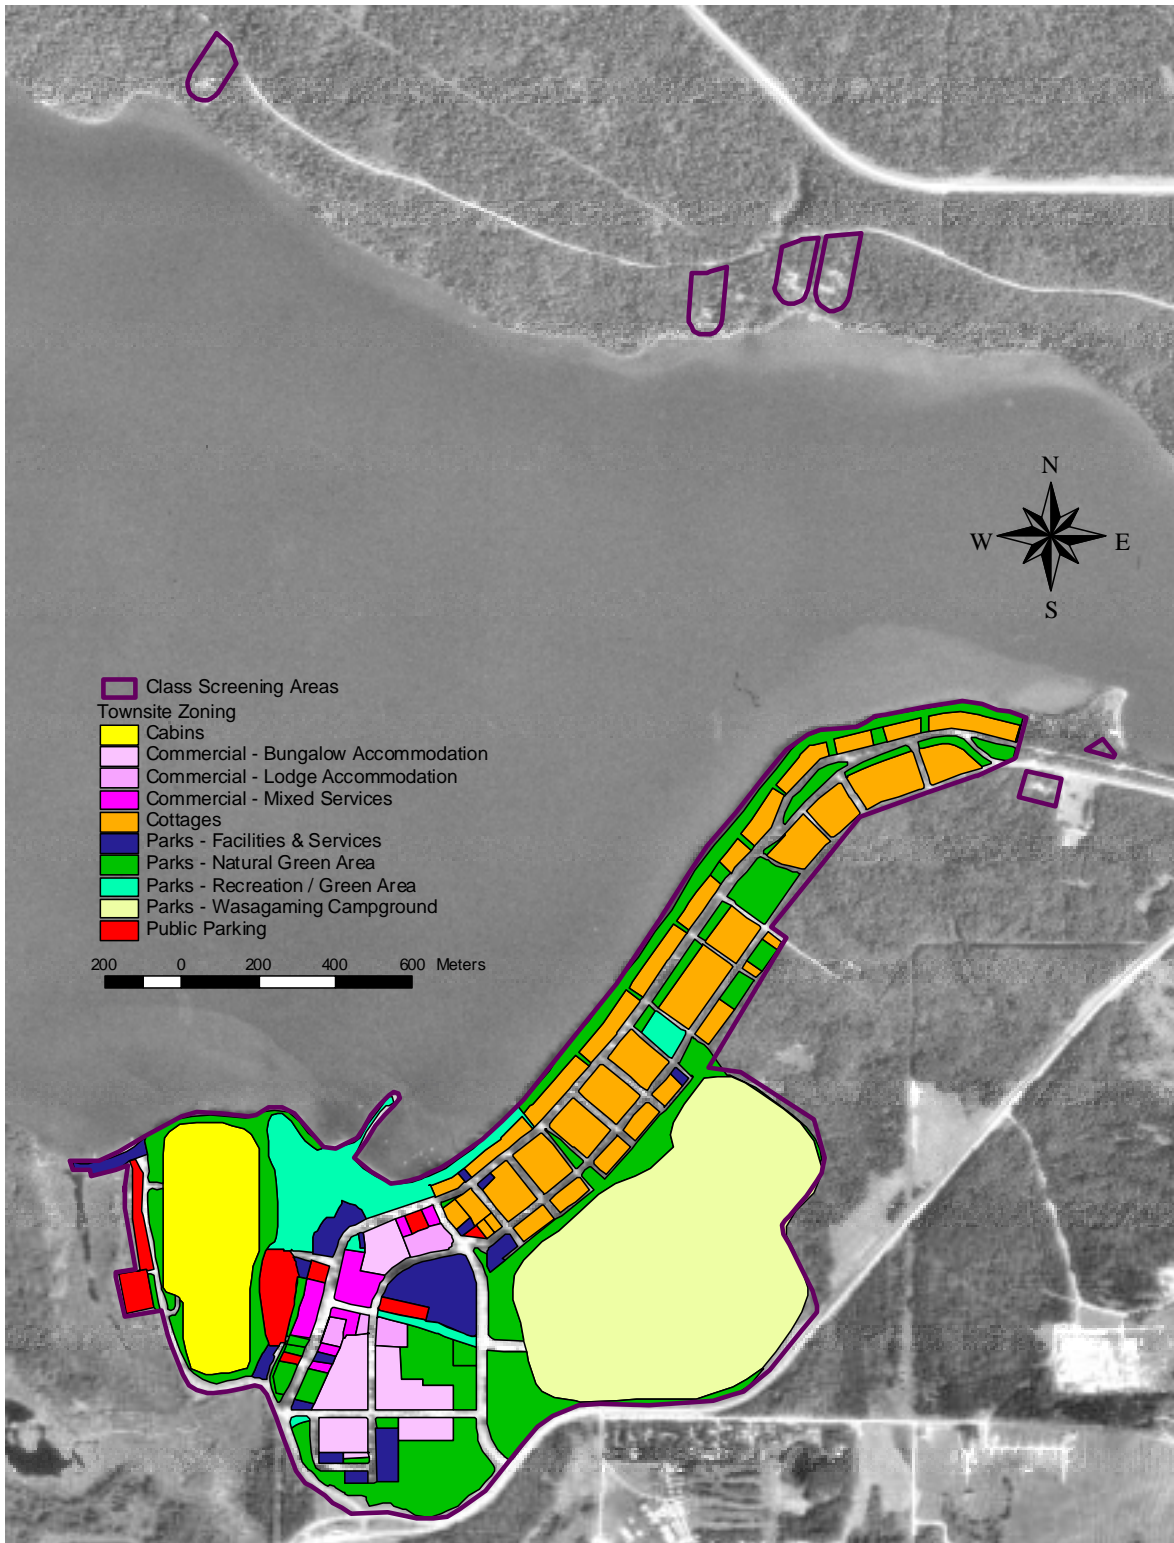 N
W E
S
Class Screening Areas
Townsite Zoning
Cabins
Commercial - Bungalow Accommodation
Commercial - Lodge Accommodation
Commercial - Mixed Services
Cottages
Parks - Facilities & Services
Parks - Natural Green Area
Parks - Recreation / Green Area
Parks - Wasagaming Campground
Public Parking
200 0 200 400 600 Meters